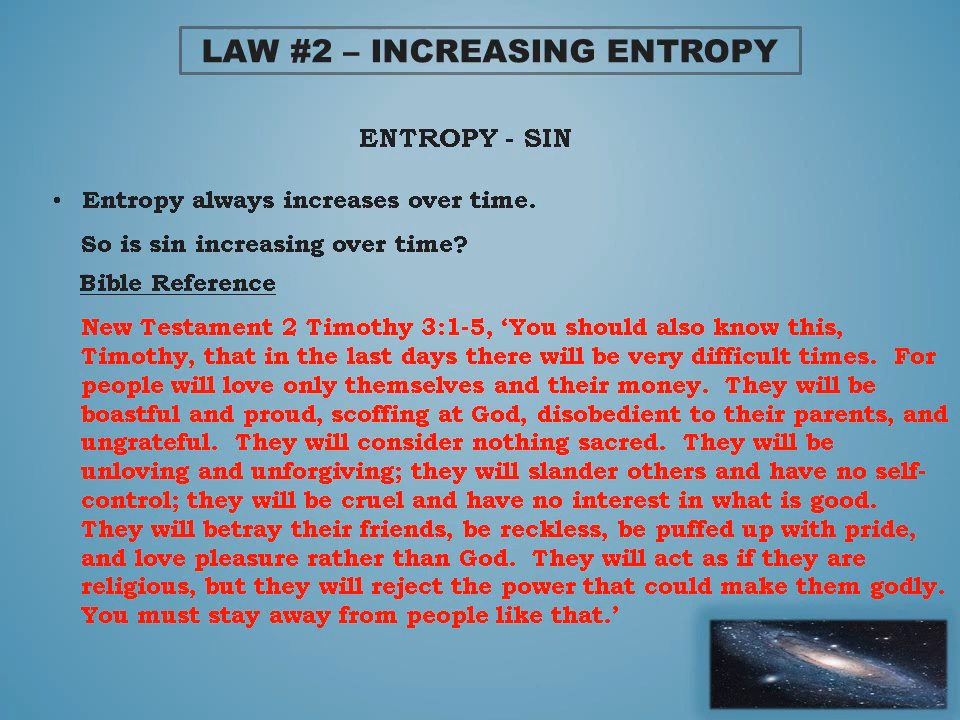 LAW #2 – INCREASING ENTROPY
ENTROPY - SIN
• Entropy always increases over time.
So is sin increasing over time?
Bible Reference
New Testament 2 Timothy 3:1-5, ‘You should also know this,
Timothy, that in the last days there will be very difficult times.  For
people will love only themselves and their money.  They will be
boastful and proud, scoffing at God, disobedient to their parents, and
ungrateful.  They will consider nothing sacred.  They will be
unloving and unforgiving; they will slander others and have no self-
control; they will be cruel and have no interest in what is good.
They will betray their friends, be reckless, be puffed up with pride,
and love pleasure rather than God.  They will act as if they are
religious, but they will reject the power that could make them godly.
You must stay away from people like that.’